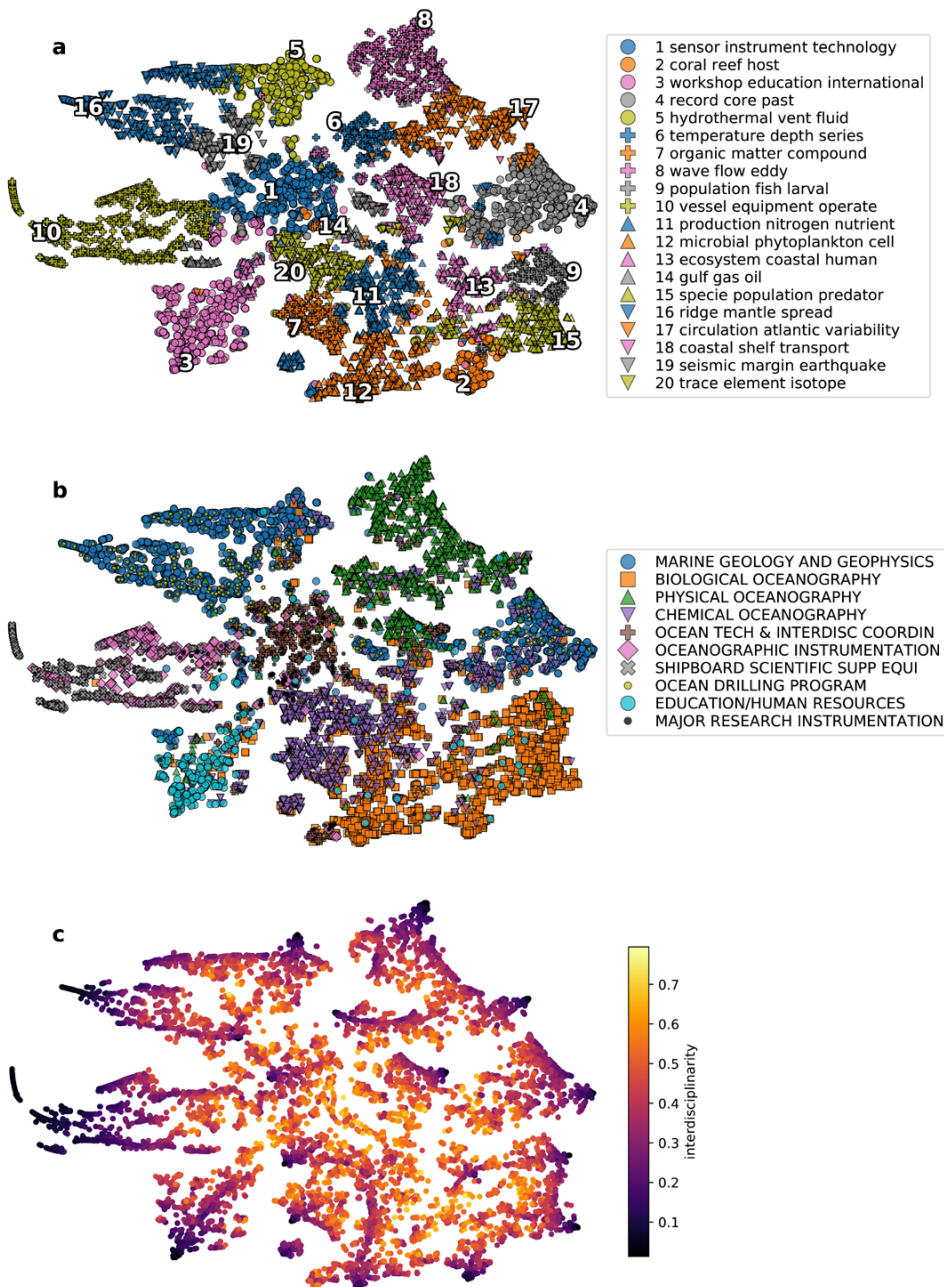 a
5
8
16
6
17
19
1
18
4
14
10
20
11
13
9
7
15
3
12
2
1 sensor instrument technology
2 coral reef host
3 workshop education international
4 record core past
5 hydrothermal vent fluid
6 temperature depth series
7 organic matter compound
8 wave flow eddy
9 population fish larval
10 vessel equipment operate
11 production nitrogen nutrient
12 microbial phytoplankton cell
13 ecosystem coastal human
14 gulf gas oil
15 specie population predator
16 ridge mantle spread
17 circulation atlantic variability
18 coastal shelf transport
19 seismic margin earthquake
20 trace element isotope
b
MARINE GEOLOGY AND GEOPHYSICS
BIOLOGICAL OCEANOGRAPHY
PHYSICAL OCEANOGRAPHY
CHEMICAL OCEANOGRAPHY
OCEAN TECH & INTERDISC COORDIN
OCEANOGRAPHIC INSTRUMENTATION
SHIPBOARD SCIENTIFIC SUPP EQUI
OCEAN DRILLING PROGRAM
EDUCATION/HUMAN RESOURCES
MAJOR RESEARCH INSTRUMENTATION
c
0.7
0.6
0.5
0.4
0.3
0.2
0.1
interdisciplinarity